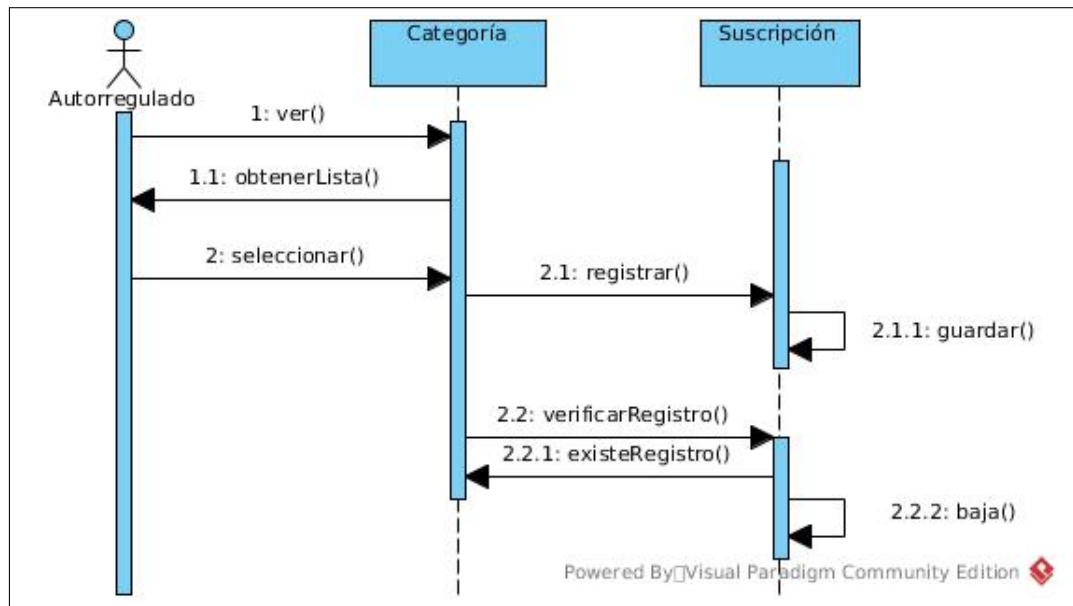 Categoría
Suscripción
Autorregulado
1: ver()
1.1: obtenerLista()
2: seleccionar()
2.1: registrar()
2.1.1: guardar()
2.2: verificarRegistro()
2.2.1: existeRegistro()
2.2.2: baja()
Powered By□Visual Paradigm Community Edition